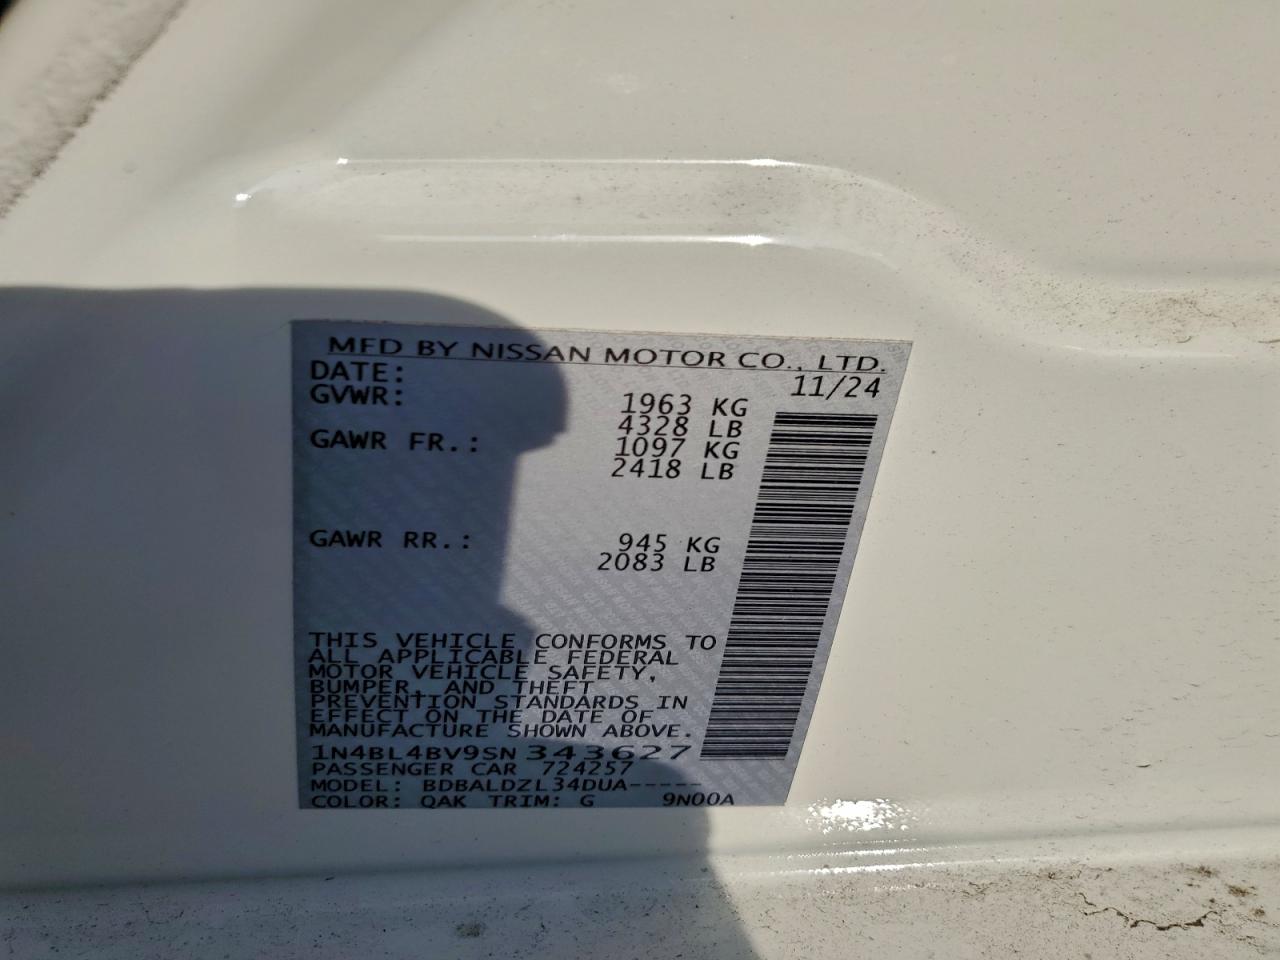 MFD BY NISSAN MOTOR CO., LTD.
DATE: 11/24
GVWR: 1963 KG
4328 LB
GAWR FR.: 1097 KG
2418 LB
GAWR RR.: 945 KG
2083 LB
THIS VEHICLE CONFORMS TO
ALL APPLICABLE FEDERAL
MOTOR VEHICLE SAFETY,
BUMPER, AND THEFT
PREVENTION STANDARDS IN
EFFECT ON THE DATE OF
MANUFACTURE SHOWN ABOVE.
1N4BL4BV9SN343627
PASSENGER CAR 724257
MODEL: BDBALDZL34DUA-----
COLOR: QAK TRIM: G 9N00A